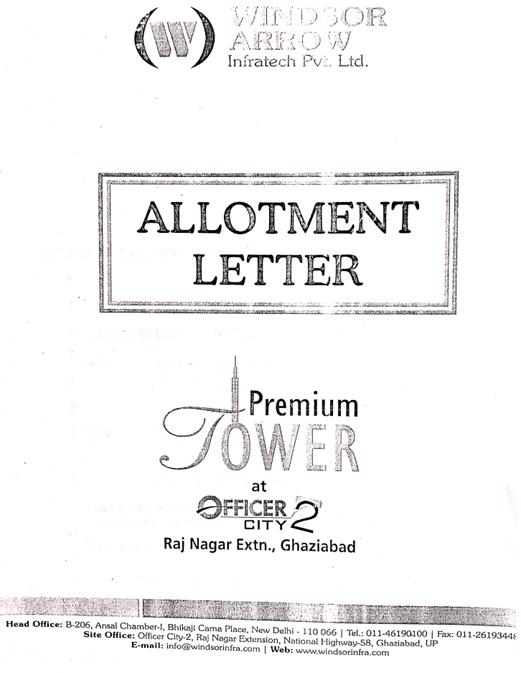 WINDSOR
ARROW
Infratech Pvt. Ltd.
ALLOTMENT
LETTER
Premium
TOWER
at
OFFICER
CITY 2
Raj Nagar Extn., Ghaziabad
Head Office: B-206, Ansal Chamber-I, Bhikaji Cama Place, New Delhi - 110 066 | Tel.: 011-46190100 | Fax: 011-2619344
Site Office: Officer City-2, Raj Nagar Extension, National Highway-58, Ghaziabad, UP
E-mail: info@windsorinfra.com | Web: www.windsorinfra.com